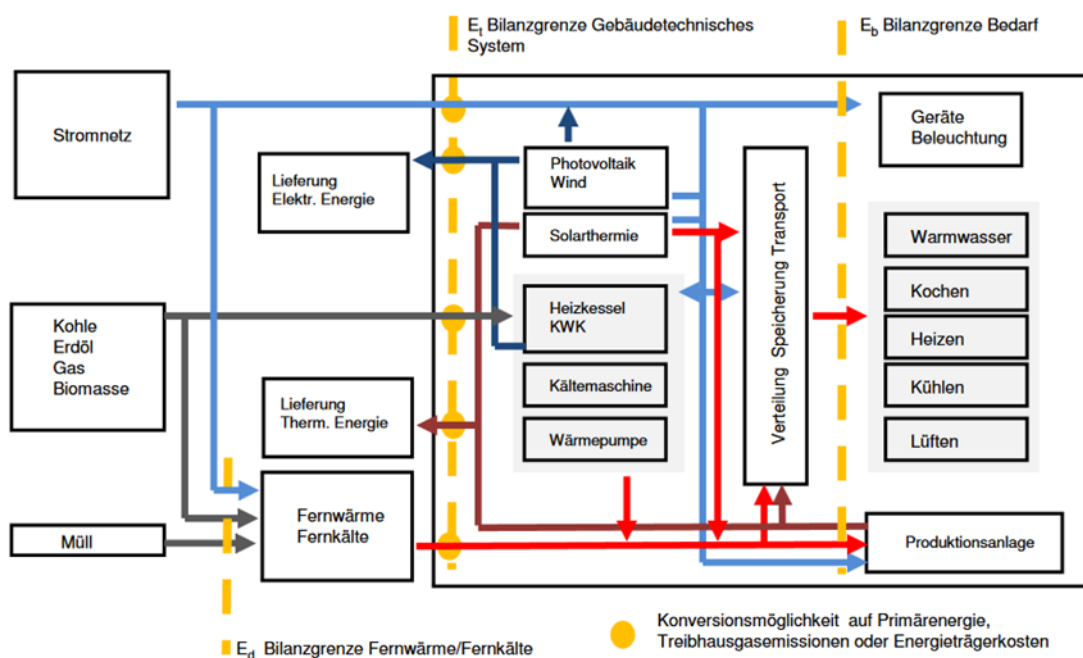 E_t Bilanzgrenze Gebäudetechnisches
System
E_b Bilanzgrenze Bedarf
Stromnetz
Geräte
Beleuchtung
Lieferung
Elektr. Energie
Photovoltaik
Wind
Solarthermie
Verteilung Speicherung Transport
Warmwasser
Kochen
Heizen
Kühlen
Lüften
Kohle
Erdöl
Gas
Biomasse
Heizkessel
KWK
Kältemaschine
Wärmepumpe
Lieferung
Therm. Energie
Fernwärme
Fernkälte
Müll
Produktionsanlage
Konversionsmöglichkeit auf Primärenergie,
Treibhausgasemissionen oder Energieträgerkosten
E_d Bilanzgrenze Fernwärme/Fernkälte